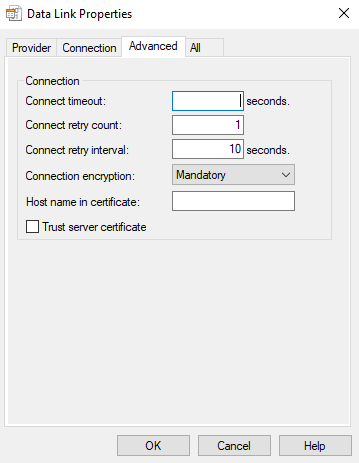 Data Link Properties
Provider Connection Advanced All
Connection
Connect timeout: seconds.
Connect retry count: 1
Connect retry interval: 10 seconds.
Connection encryption: Mandatory
Host name in certificate:
Trust server certificate
OK Cancel Help